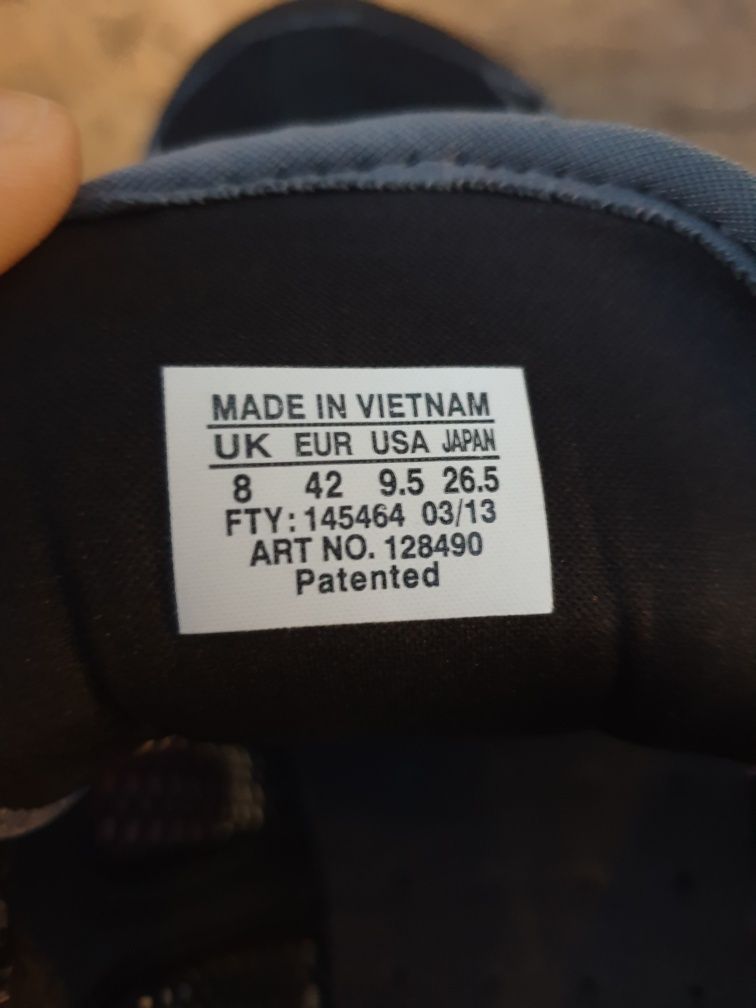 MADE IN VIETNAM
UK EUR USA JAPAN
8 42 9.5 26.5
FTY: 145464 03/13
ART NO. 128490
Patented